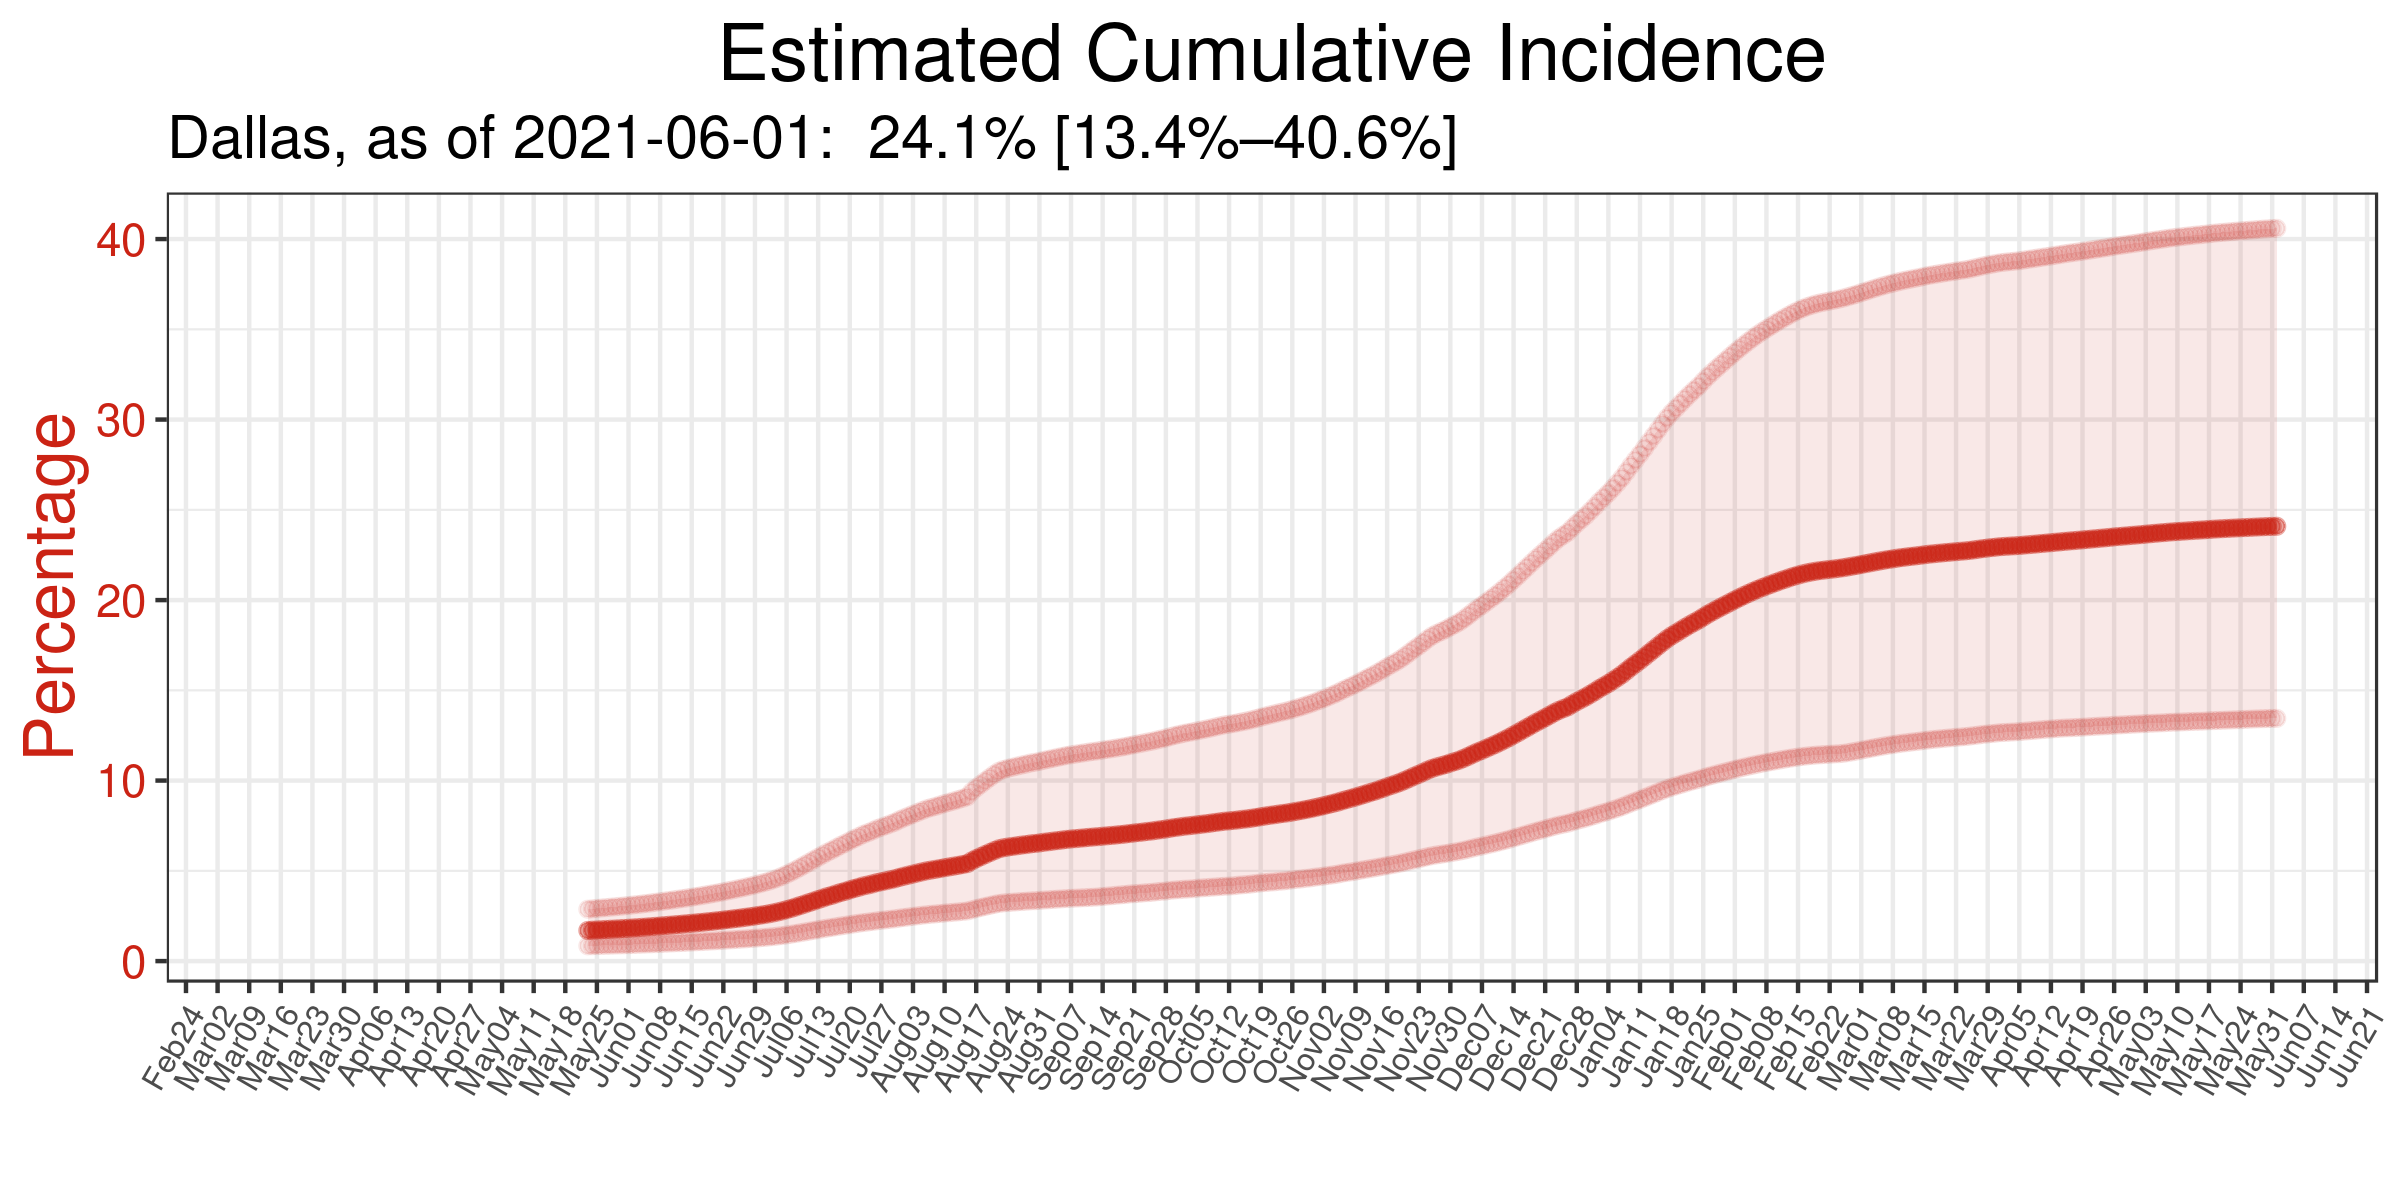 Estimated Cumulative Incidence
Dallas, as of 2021-06-01:  24.1% [13.4%–40.6%]
Percentage
40
30
20
10
0
Feb24
Mar02
Mar09
Mar16
Mar23
Mar30
Apr06
Apr13
Apr20
Apr27
May04
May11
May18
May25
Jun01
Jun08
Jun15
Jun22
Jun29
Jul06
Jul13
Jul20
Jul27
Aug03
Aug10
Aug17
Aug24
Aug31
Sep07
Sep14
Sep21
Sep28
Oct05
Oct12
Oct19
Oct26
Nov02
Nov09
Nov16
Nov23
Nov30
Dec07
Dec14
Dec21
Dec28
Jan04
Jan11
Jan18
Jan25
Feb01
Feb08
Feb15
Feb22
Mar01
Mar08
Mar15
Mar22
Mar29
Apr05
Apr12
Apr19
Apr26
May03
May10
May17
May24
May31
Jun07
Jun14
Jun21